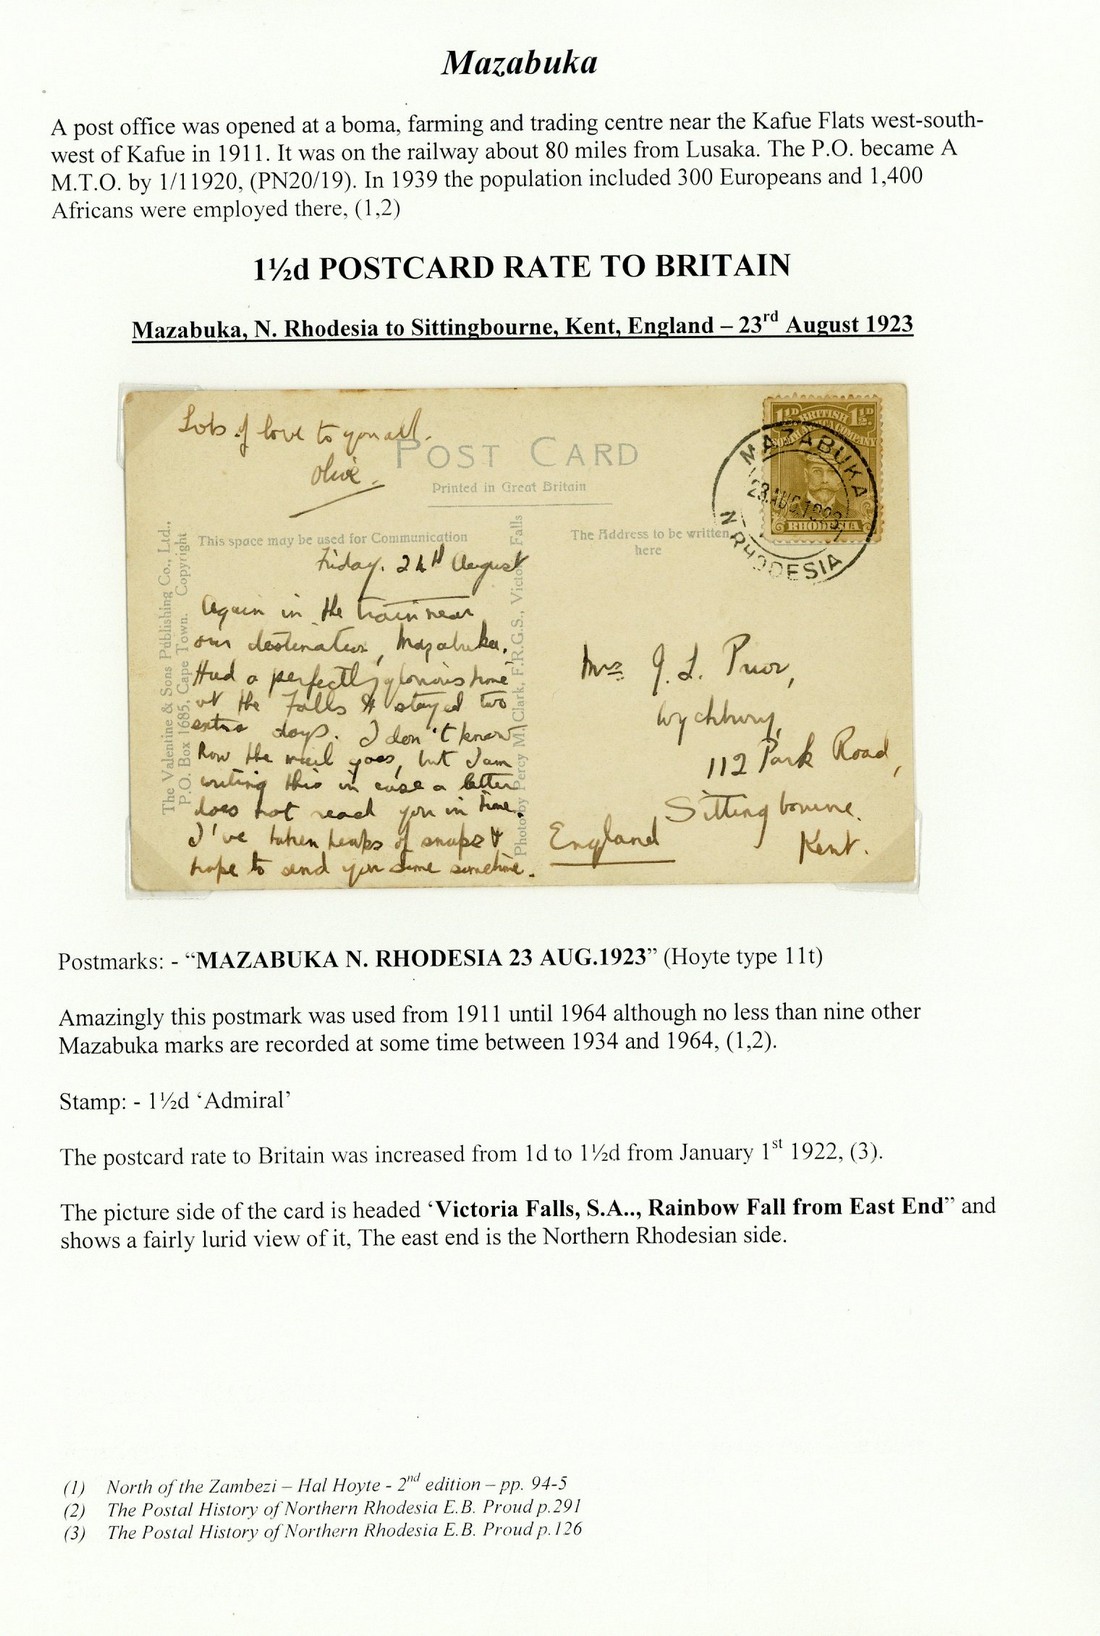 Mazabuka
A post office was opened at a boma, farming and trading centre near the Kafue Flats west-south-
west of Kafue in 1911. It was on the railway about 80 miles from Lusaka. The P.O. became A
M.T.O. by 1/11920, (PN20/19). In 1939 the population included 300 Europeans and 1,400
Africans were employed there, (1,2)
1½d POSTCARD RATE TO BRITAIN
Mazabuka, N. Rhodesia to Sittingbourne, Kent, England – 23rd August 1923
Lots of love to you all.
Olive.
POST CARD
Printed in Great Britain
1½D BRITISH 1½D
RHODESIA
MAZABUKA
23.AUG.1923
N.RHODESIA
The Valentine & Sons Publishing Co., Ltd.,
P.O. Box 1685, Cape Town. Copyright
This space may be used for Communication
Friday. 24th August
Again in the train near
our destination, Mazabuka.
Had a perfectly glorious time
at the Falls & stayed two
extra days. I don't know
how the mail goes, but I am
writing this in case a letter
does not reach you in time.
I've taken heaps of snaps &
hope to send you some sometime.
Photo by Percy M. Clark, F.R.G.S., Victoria Falls
The Address to be written
here
Mrs J. L. Prior,
Wychbury,
112 Park Road,
Sittingbourne.
Kent.
England
Postmarks: - “MAZABUKA N. RHODESIA 23 AUG.1923” (Hoyte type 11t)
Amazingly this postmark was used from 1911 until 1964 although no less than nine other
Mazabuka marks are recorded at some time between 1934 and 1964, (1,2).
Stamp: - 1½d ‘Admiral’
The postcard rate to Britain was increased from 1d to 1½d from January 1st 1922, (3).
The picture side of the card is headed ‘Victoria Falls, S.A.., Rainbow Fall from East End” and
shows a fairly lurid view of it, The east end is the Northern Rhodesian side.
(1) North of the Zambezi – Hal Hoyte - 2nd edition – pp. 94-5
(2) The Postal History of Northern Rhodesia E.B. Proud p.291
(3) The Postal History of Northern Rhodesia E.B. Proud p.126